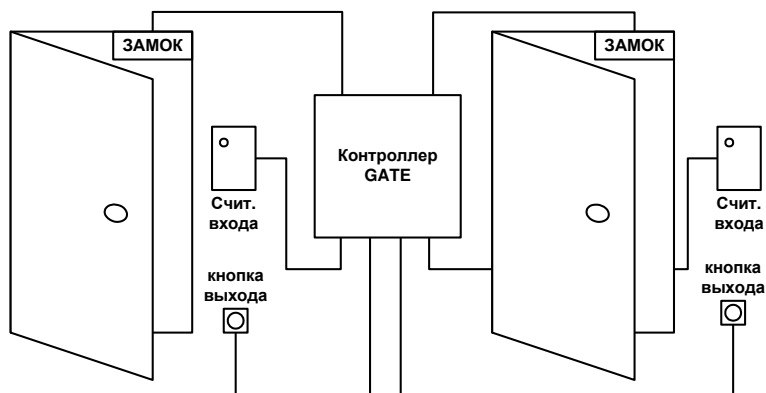 ЗАМОК
ЗАМОК
Контроллер
GATE
Счит.
входа
Счит.
входа
кнопка
выхода
кнопка
выхода